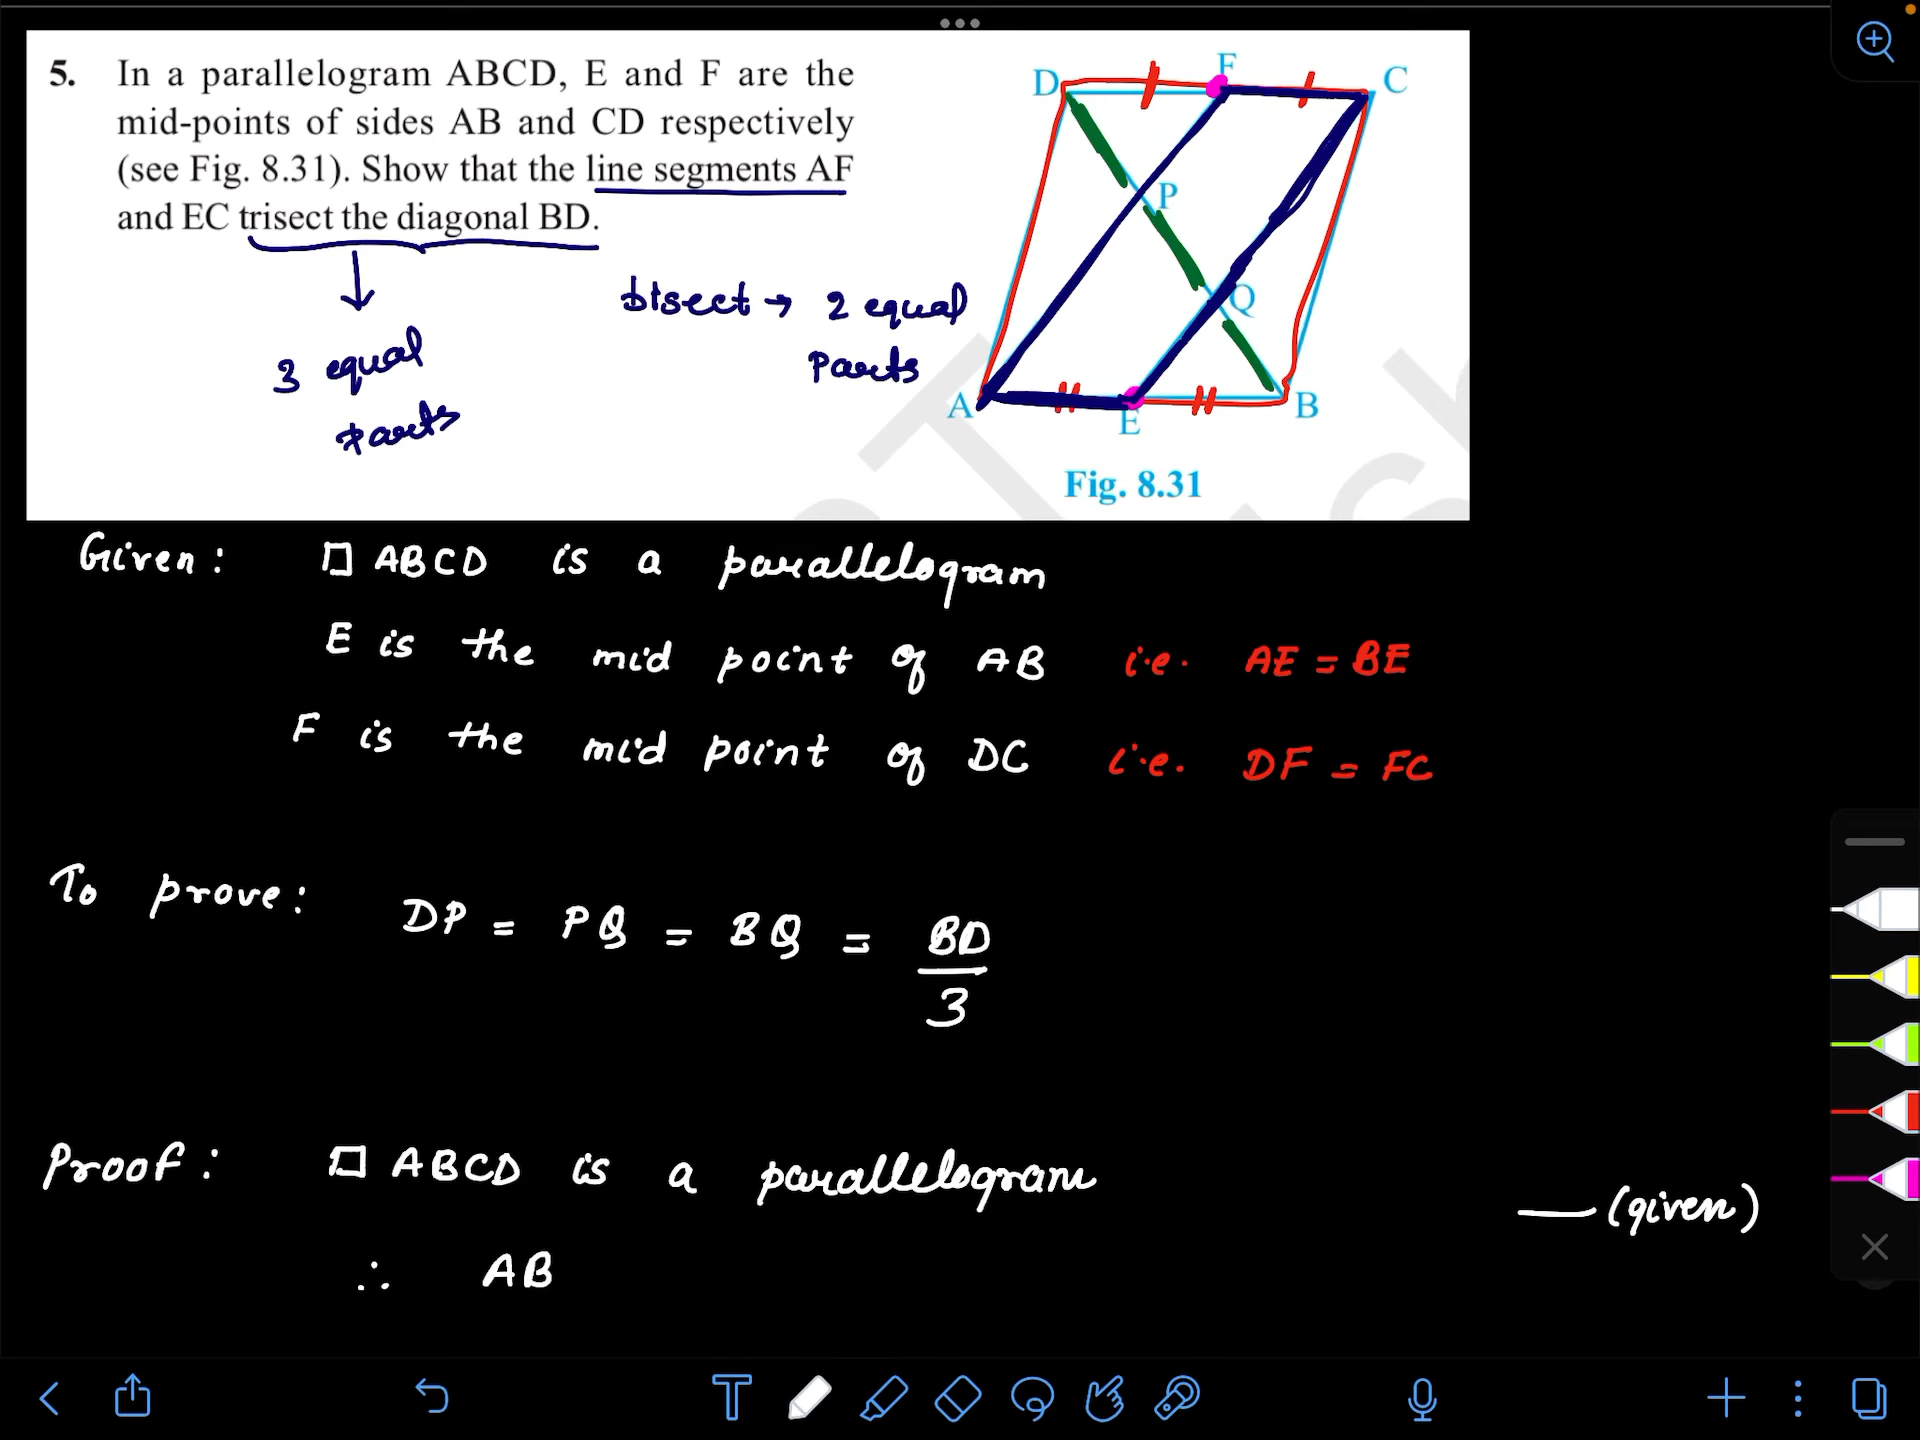 5. In a parallelogram ABCD, E and F are the
mid-points of sides AB and CD respectively
(see Fig. 8.31). Show that the line segments AF
and EC trisect the diagonal BD.
3 equal
parts
bisect → 2 equal
parts
D F C
P
Q
A E B
Fig. 8.31
Given: □ ABCD is a parallelogram
E is the mid point of AB i.e. AE = BE
F is the mid point of DC i.e. DF = FC
To prove: DP = PQ = BQ = BD/3
Proof: □ ABCD is a parallelogram — (given)
∴ AB